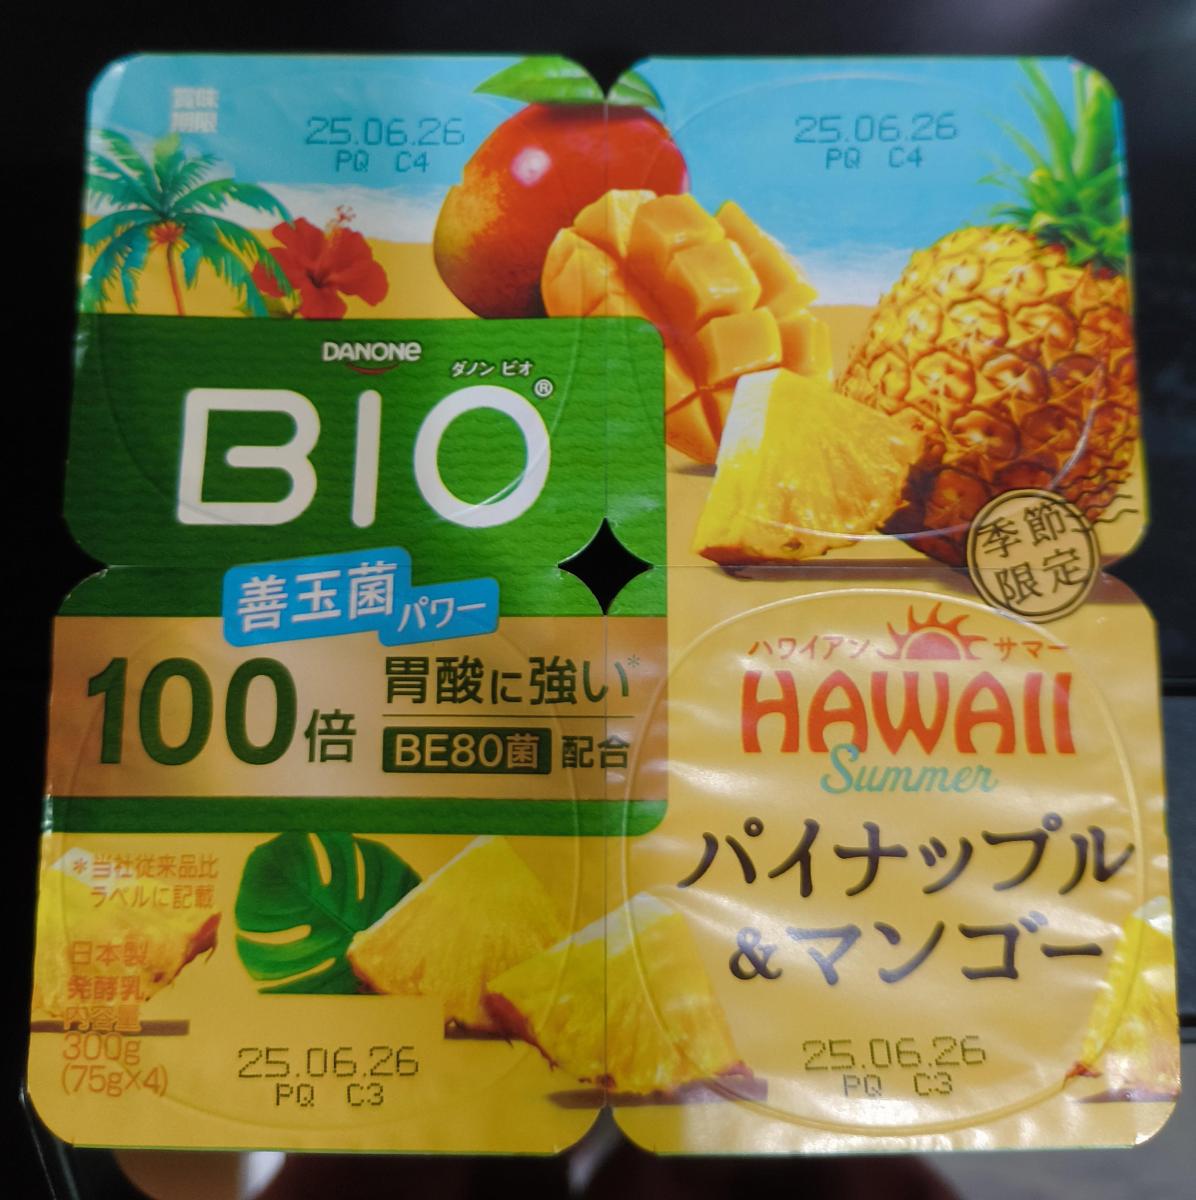 賞味
期限
25.06.26
PQ C4
25.06.26
PQ C4
DANONE
ダノン ビオ
BIO®
善玉菌パワー
100倍
胃酸に強い*
BE80菌 配合
*当社従来品比
ラベルに記載
日本製
発酵乳
内容量
300g
(75g×4)
25.06.26
PQ C3
季節
限定
ハワイアン サマー
HAWAII
Summer
パイナップル
&マンゴー
25.06.26
PQ C3